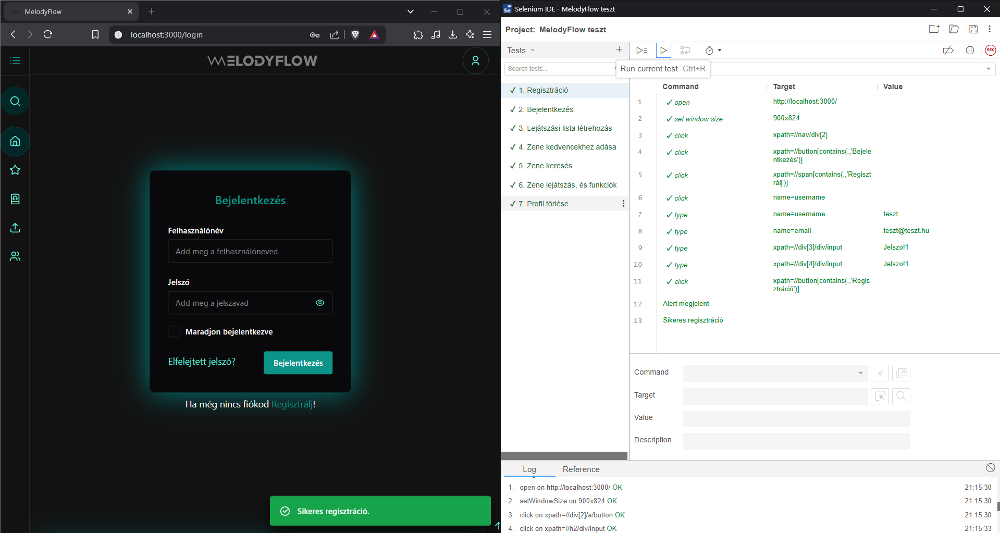 MelodyFlow
localhost:3000/login
MELODYFLOW
Bejelentkezés
Felhasználónév
Add meg a felhasználóneved
Jelszó
Add meg a jelszavad
Maradjon bejelentkezve
Elfelejtett jelszó?
Bejelentkezés
Ha még nincs fiókod Regisztrálj!
Sikeres regisztráció.
Se Selenium IDE - MelodyFlow teszt
Project: MelodyFlow teszt
Tests
REC
Search tests...
Run current test Ctrl+R
1. Regisztráció
2. Bejelentkezés
3. Lejátszási lista létrehozás
4. Zene kedvencekhez adása
5. Zene keresés
6. Zene lejátszás, és funkciók
7. Profil törlése
Command Target Value
1 open http://localhost:3000/
2 set window size 900x824
3 click xpath=//nav/div[2]
4 click xpath=//button[contains(.,'Bejele
ntkezés')]
5 click xpath=//span[contains(.,'Regiszt
rálj')]
6 click name=username
7 type name=username teszt
8 type name=email teszt@teszt.hu
9 type xpath=//div[3]/div/input Jelszo!1
10 type xpath=//div[4]/div/input Jelszo!1
11 click xpath=//button[contains(.,'Regis
ztráció')]
12 Alert megjelent
13 Sikeres regisztráció
Command
//
Target
Value
Description
Log Reference
1. open on http://localhost:3000/ OK 21:15:30
2. setWindowSize on 900x824 OK 21:15:30
3. click on xpath=//div[2]/a/button OK 21:15:30
4. click on xpath=//h2/div/input OK 21:15:33